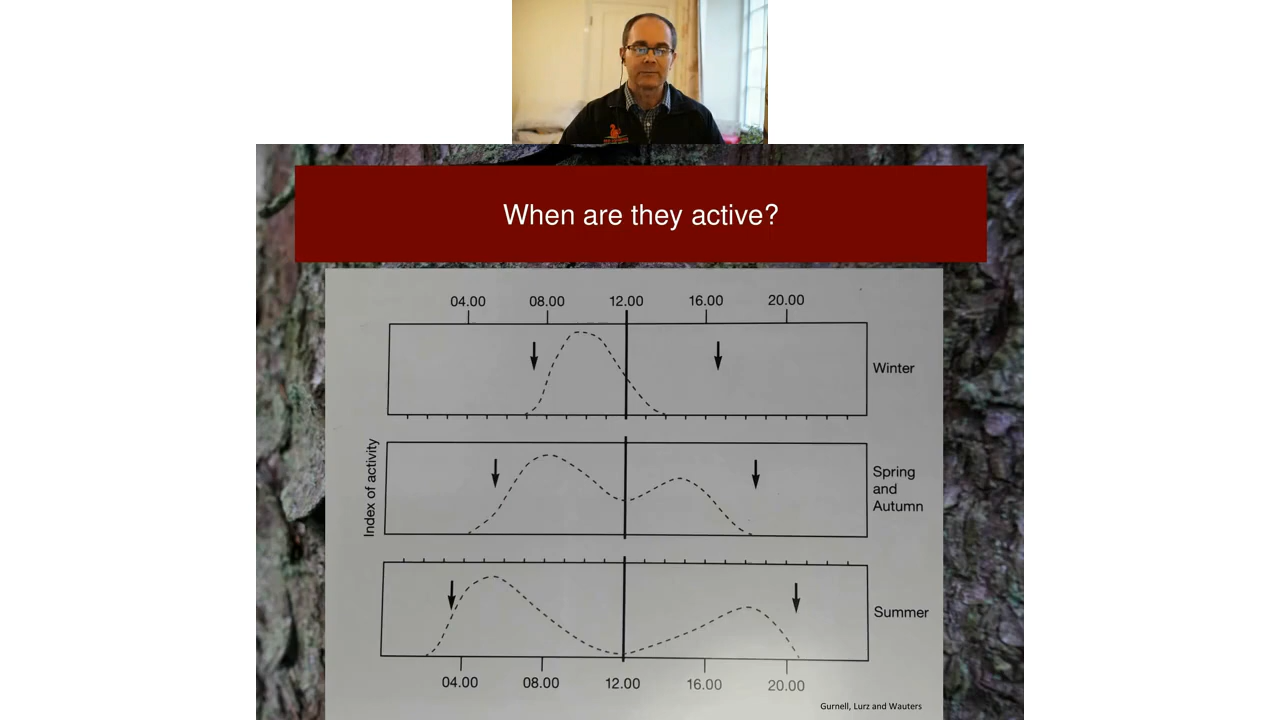 When are they active?
04.00 08.00 12.00 16.00 20.00
Winter
Index of activity
Spring
and
Autumn
Summer
04.00 08.00 12.00 16.00 20.00
Gurnell, Lurz and Wauters